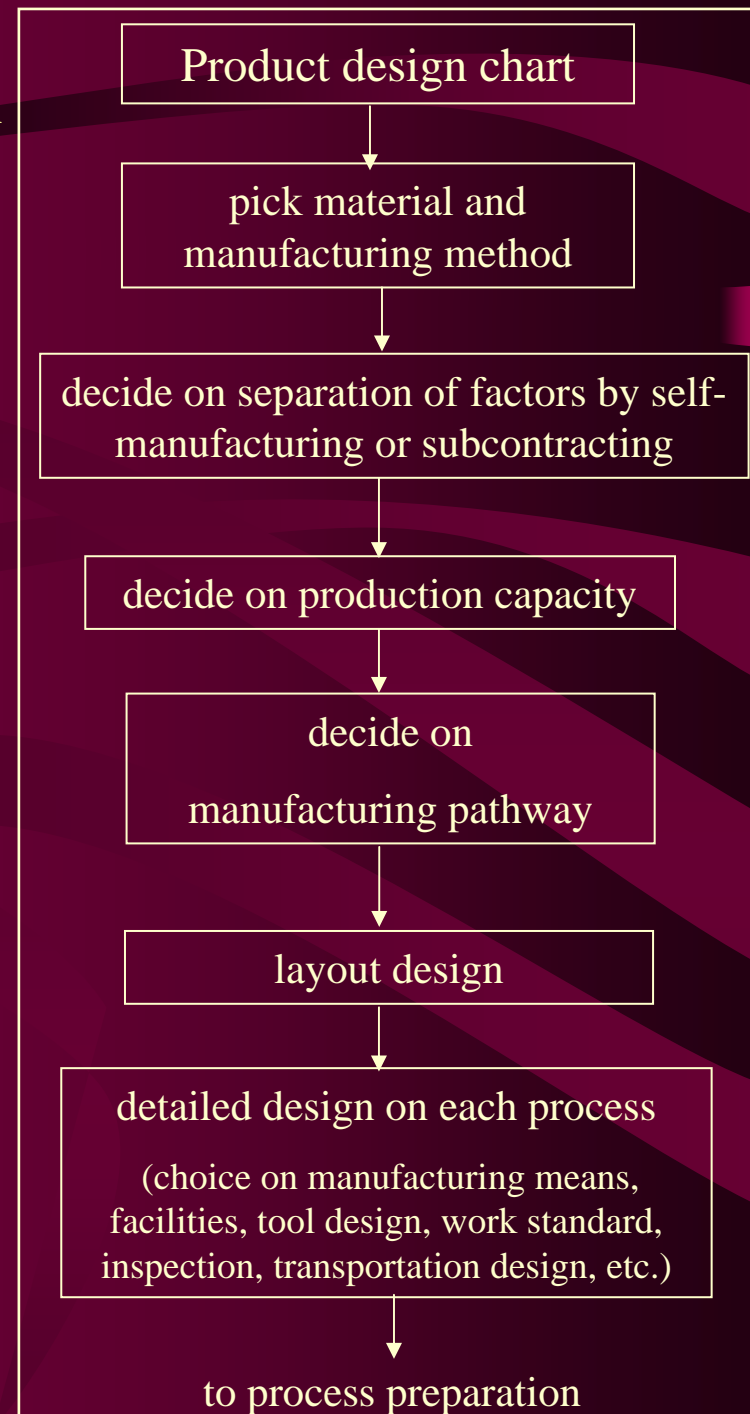 Product design chart
pick material and
manufacturing method
decide on separation of factors by self-
manufacturing or subcontracting
decide on production capacity
decide on
manufacturing pathway
layout design
detailed design on each process
(choice on manufacturing means,
facilities, tool design, work standard,
inspection, transportation design, etc.)
to process preparation